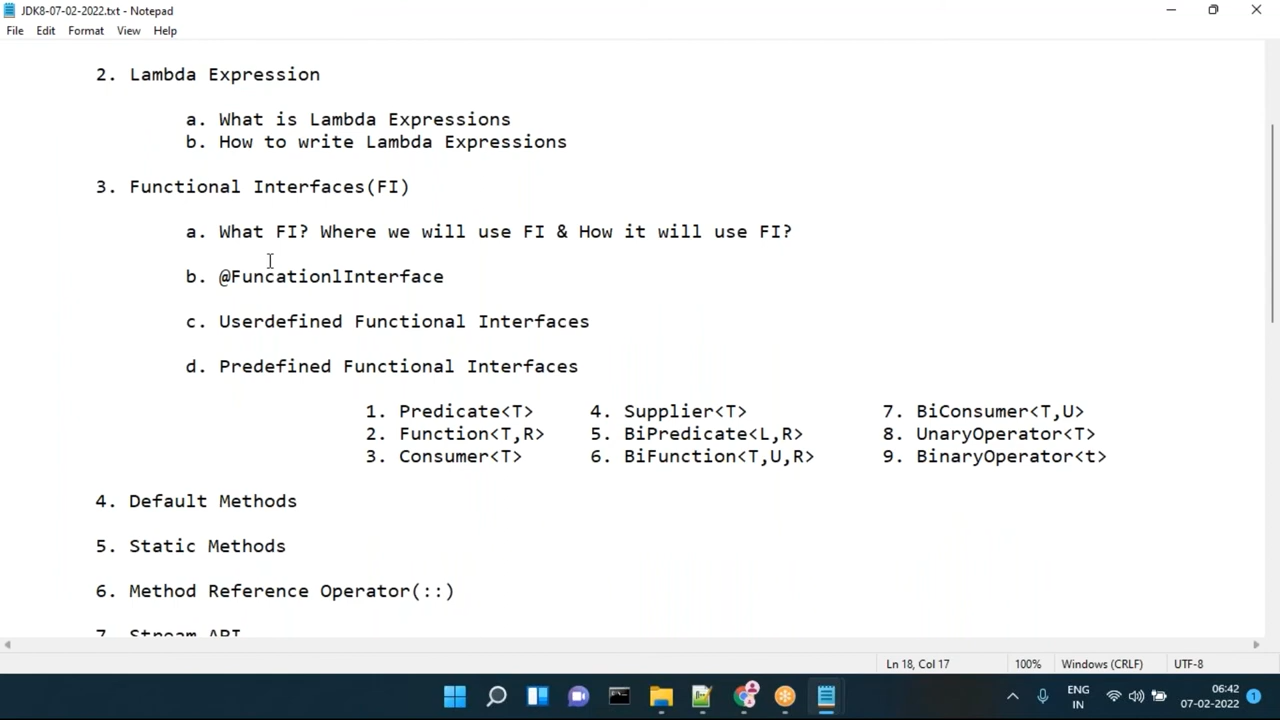 JDK8-07-02-2022.txt - Notepad
File Edit Format View Help
2. Lambda Expression
a. What is Lambda Expressions
b. How to write Lambda Expressions
3. Functional Interfaces(FI)
a. What FI? Where we will use FI & How it will use FI?
b. @FuncationlInterface
c. Userdefined Functional Interfaces
d. Predefined Functional Interfaces
1. Predicate<T> 4. Supplier<T> 7. BiConsumer<T,U>
2. Function<T,R> 5. BiPredicate<L,R> 8. UnaryOperator<T>
3. Consumer<T> 6. BiFunction<T,U,R> 9. BinaryOperator<t>
4. Default Methods
5. Static Methods
6. Method Reference Operator(::)
7. Stream API
Ln 18, Col 17 100% Windows (CRLF) UTF-8
ENG 06:42
IN 07-02-2022 1